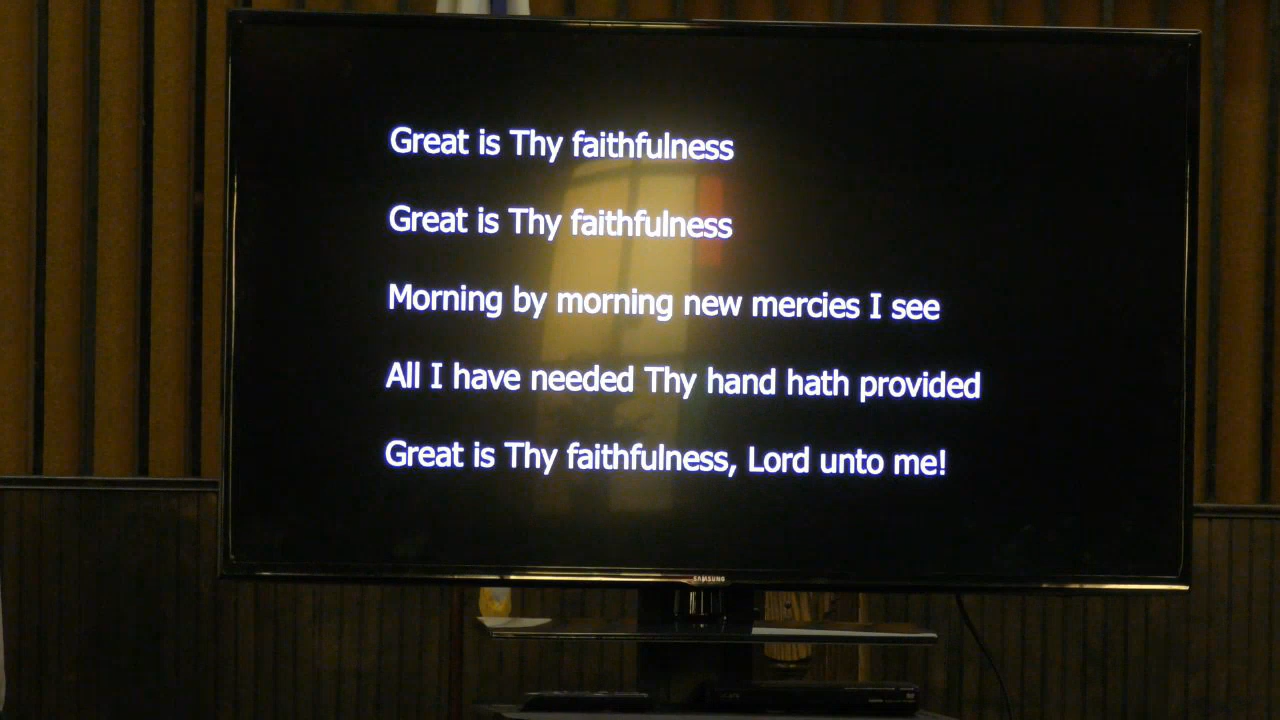 Great is Thy faithfulness
Great is Thy faithfulness
Morning by morning new mercies I see
All I have needed Thy hand hath provided
Great is Thy faithfulness, Lord unto me!
SAMSUNG